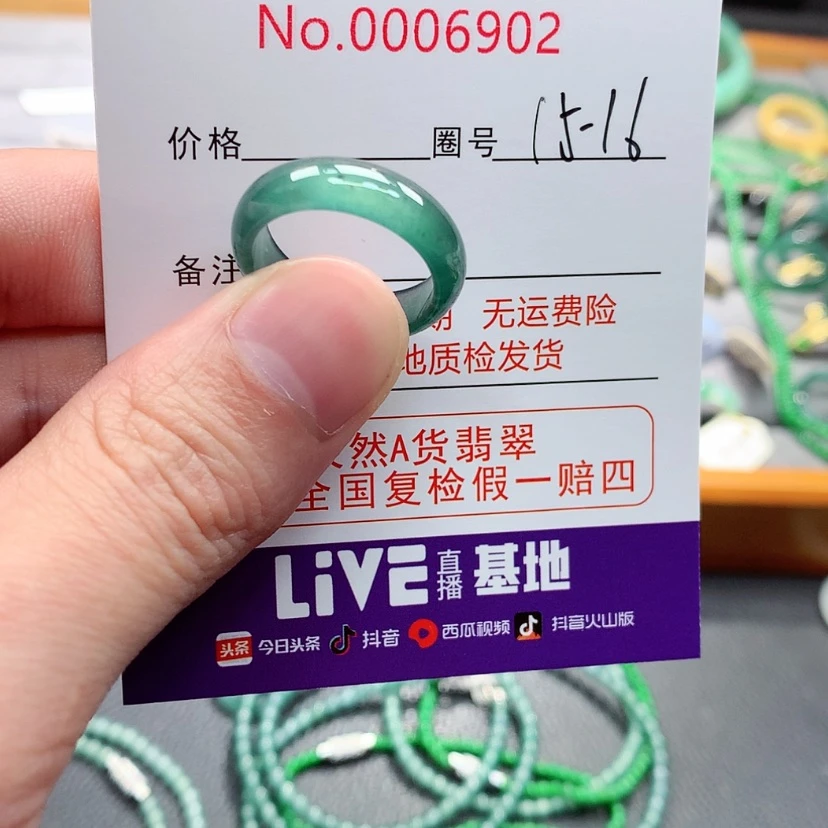 No.0006902
价格 圈号 15-16
备注
无运费险
地质检发货
然A货翡翠
全国复检假一赔四
LiVE 直播 基地
头条 今日头条 抖音 西瓜视频 抖音火山版